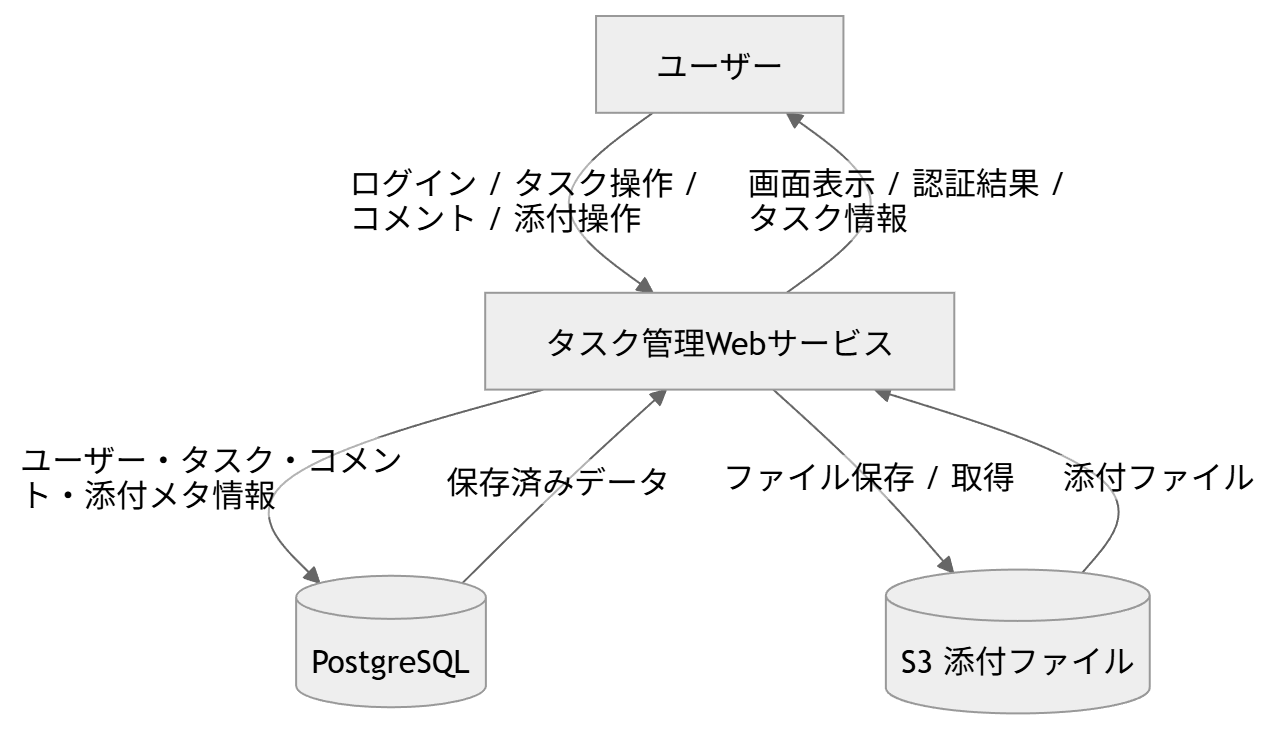 ユーザー
ログイン / タスク操作 /
コメント / 添付操作
画面表示 / 認証結果 /
タスク情報
タスク管理Webサービス
ユーザー・タスク・コメン
ト・添付メタ情報
保存済みデータ
ファイル保存 / 取得
添付ファイル
PostgreSQL
S3 添付ファイル